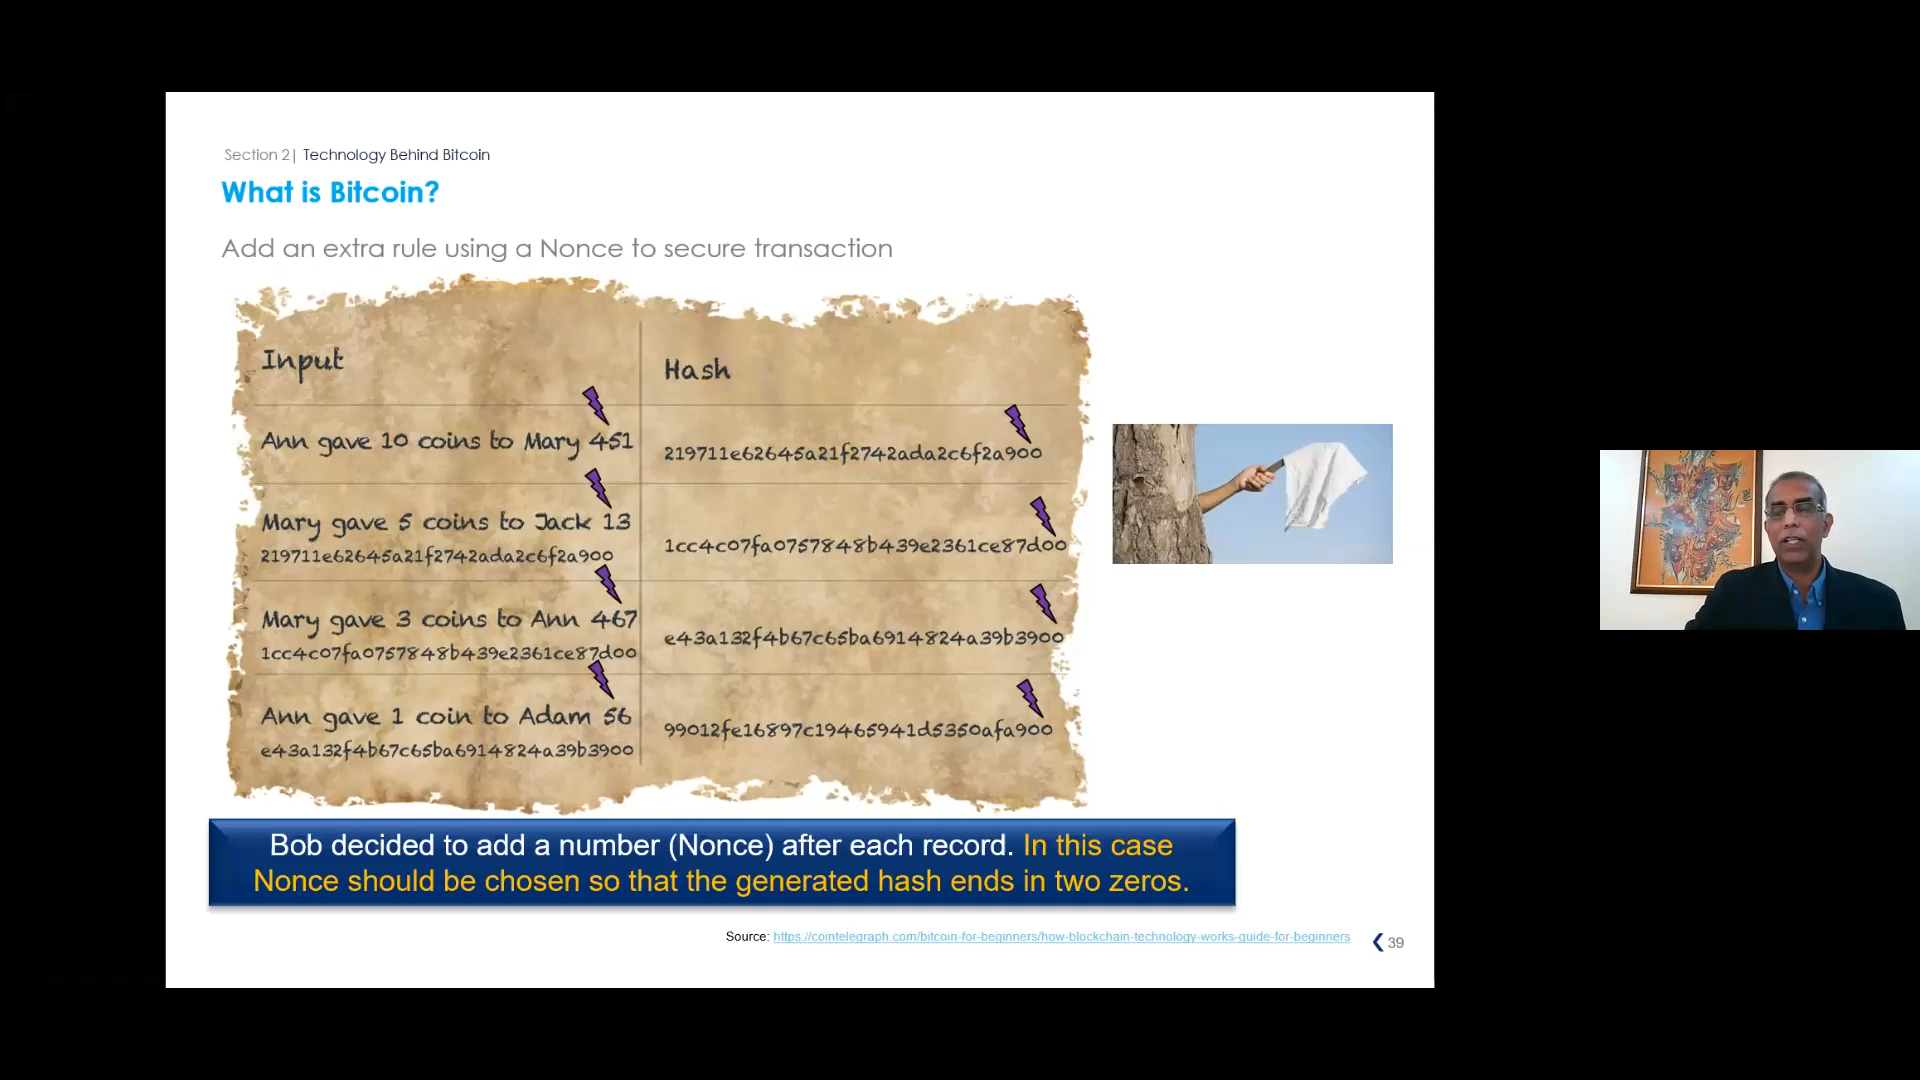 Section 2| Technology Behind Bitcoin
What is Bitcoin?
Add an extra rule using a Nonce to secure transaction
Input
Hash
Ann gave 10 coins to Mary 451
219711e62645a21f2742ada2c6f2a900
Mary gave 5 coins to Jack 13
219711e62645a21f2742ada2c6f2a900
1cc4c07fa0757848b439e2361ce87d00
Mary gave 3 coins to Ann 467
1cc4c07fa0757848b439e2361ce87d00
e43a132f4b67c65ba6914824a39b3900
Ann gave 1 coin to Adam 56
e43a132f4b67c65ba6914824a39b3900
99012fe16897c19465941d5350afa900
Bob decided to add a number (Nonce) after each record. In this case
Nonce should be chosen so that the generated hash ends in two zeros.
Source: https://cointelegraph.com/bitcoin-for-beginners/how-blockchain-technology-works-guide-for-beginners
39